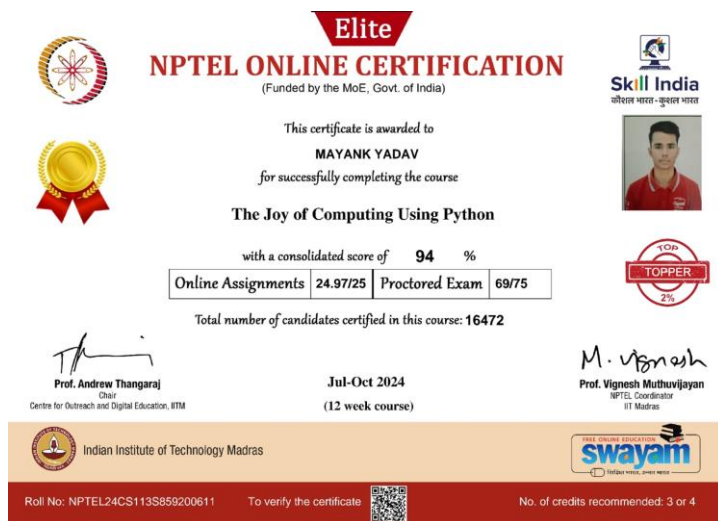 Elite
NPTEL ONLINE CERTIFICATION
(Funded by the MoE, Govt. of India)
Skill India
कौशल भारत - कुशल भारत
This certificate is awarded to
MAYANK YADAV
for successfully completing the course
The Joy of Computing Using Python
with a consolidated score of 94 %
Online Assignments 24.97/25 Proctored Exam 69/75
TOP
TOPPER
2%
Total number of candidates certified in this course: 16472
M. Vignesh
Prof. Andrew Thangaraj
Chair
Centre for Outreach and Digital Education, IITM
Jul-Oct 2024
(12 week course)
Prof. Vignesh Muthuvijayan
NPTEL Coordinator
IIT Madras
Indian Institute of Technology Madras
FREE ONLINE EDUCATION
swayam
शिक्षित भारत, उन्नत भारत
Roll No: NPTEL24CS113S859200611 To verify the certificate No. of credits recommended: 3 or 4